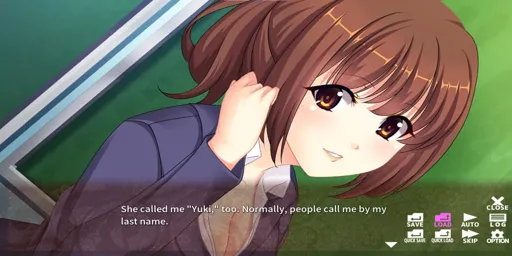 She called me "Yuki," too. Normally, people call me by my
last name.
CLOSE
SAVE
LOAD
AUTO
LOG
QUICK SAVE
QUICK LOAD
SKIP
OPTION